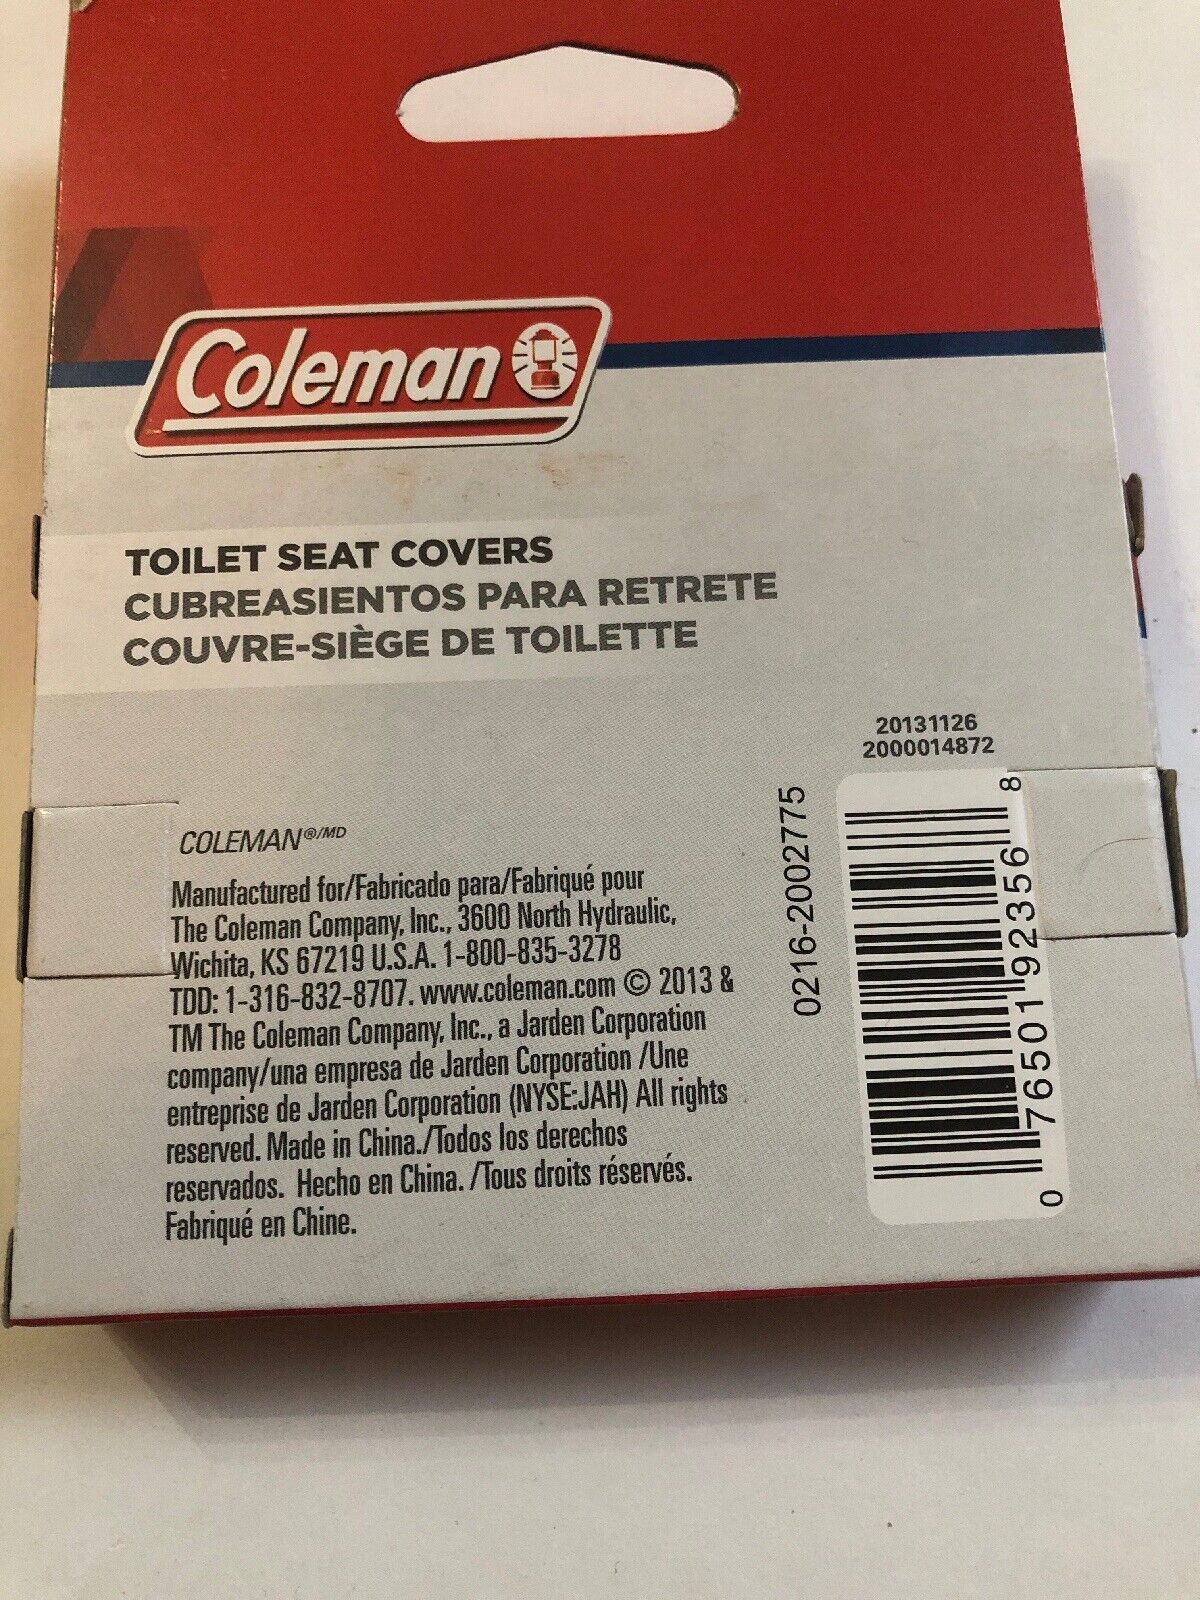 Coleman
TOILET SEAT COVERS
CUBREASIENTOS PARA RETRETE
COUVRE-SIÈGE DE TOILETTE
20131126
2000014872
COLEMAN®/MD
Manufactured for/Fabricado para/Fabriqué pour
The Coleman Company, Inc., 3600 North Hydraulic,
Wichita, KS 67219 U.S.A. 1-800-835-3278
TDD: 1-316-832-8707. www.coleman.com © 2013 &
TM The Coleman Company, Inc., a Jarden Corporation
company/una empresa de Jarden Corporation /Une
entreprise de Jarden Corporation (NYSE:JAH) All rights
reserved. Made in China./Todos los derechos
reservados. Hecho en China. /Tous droits réservés.
Fabriqué en Chine.
0216-2002775
0 76501 92356 8